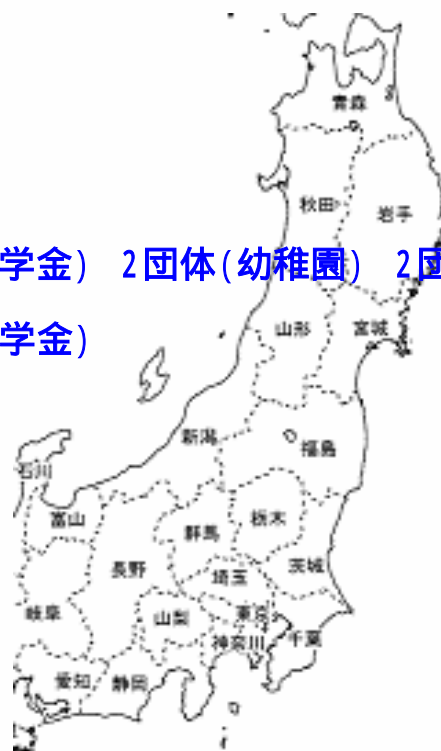 青森
秋田
岩手
学金) 2団体(幼稚園) 2団
山形 宮城
学金)
新潟
福島
石川
富山 群馬 栃木
長野 埼玉 茨城
岐阜 山梨 東京
神奈川 千葉
愛知 静岡